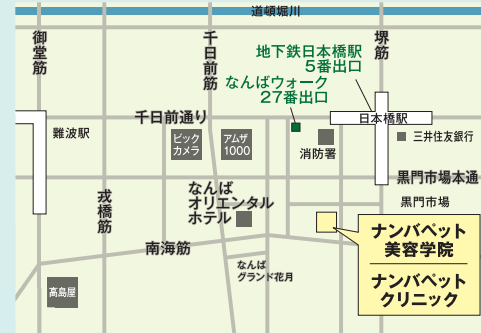 道頓堀川
御堂筋
千日前筋
堺筋
地下鉄日本橋駅
5番出口
なんばウォーク
27番出口
千日前通り
日本橋駅
難波駅
ビック
カメラ
アムザ
1000
消防署
三井住友銀行
黒門市場本通
戎橋筋
なんば
オリエンタル
ホテル
黒門市場
ナンバペット
美容学院
ナンバペット
クリニック
南海筋
なんば
グランド花月
高島屋